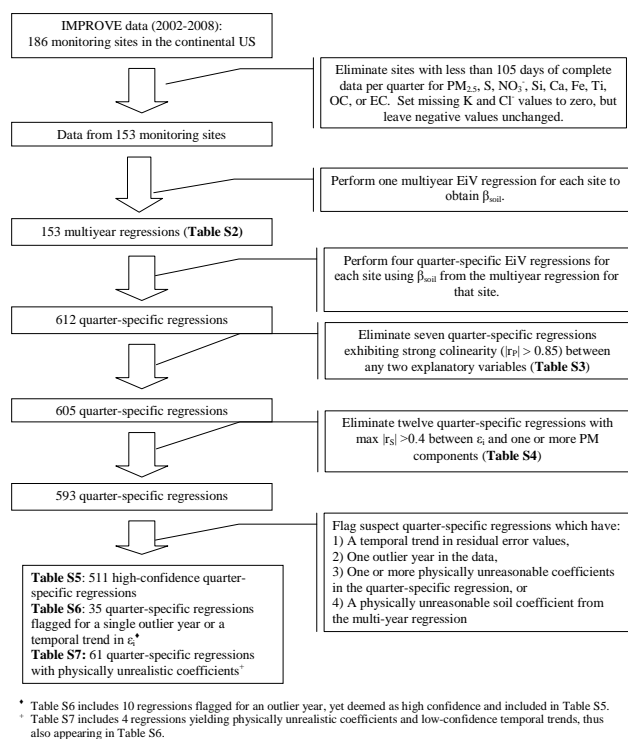 IMPROVE data (2002-2008):
186 monitoring sites in the continental US
Eliminate sites with less than 105 days of complete
data per quarter for PM2.5, S, NO3-, Si, Ca, Fe, Ti,
OC, or EC. Set missing K and Cl- values to zero, but
leave negative values unchanged.
Data from 153 monitoring sites
Perform one multiyear EiV regression for each site to
obtain βsoil.
153 multiyear regressions (Table S2)
Perform four quarter-specific EiV regressions for
each site using βsoil from the multiyear regression for
that site.
612 quarter-specific regressions
Eliminate seven quarter-specific regressions
exhibiting strong colinearity (|rP| > 0.85) between
any two explanatory variables (Table S3)
605 quarter-specific regressions
Eliminate twelve quarter-specific regressions with
max |rS| >0.4 between εi and one or more PM
components (Table S4)
593 quarter-specific regressions
Flag suspect quarter-specific regressions which have:
1) A temporal trend in residual error values,
2) One outlier year in the data,
3) One or more physically unreasonable coefficients
in the quarter-specific regression, or
4) A physically unreasonable soil coefficient from
the multi-year regression
Table S5: 511 high-confidence quarter-
specific regressions
Table S6: 35 quarter-specific regressions
flagged for a single outlier year or a
temporal trend in εi♦
Table S7: 61 quarter-specific regressions
with physically unrealistic coefficients+
♦ Table S6 includes 10 regressions flagged for an outlier year, yet deemed as high confidence and included in Table S5.
+ Table S7 includes 4 regressions yielding physically unrealistic coefficients and low-confidence temporal trends, thus
also appearing in Table S6.